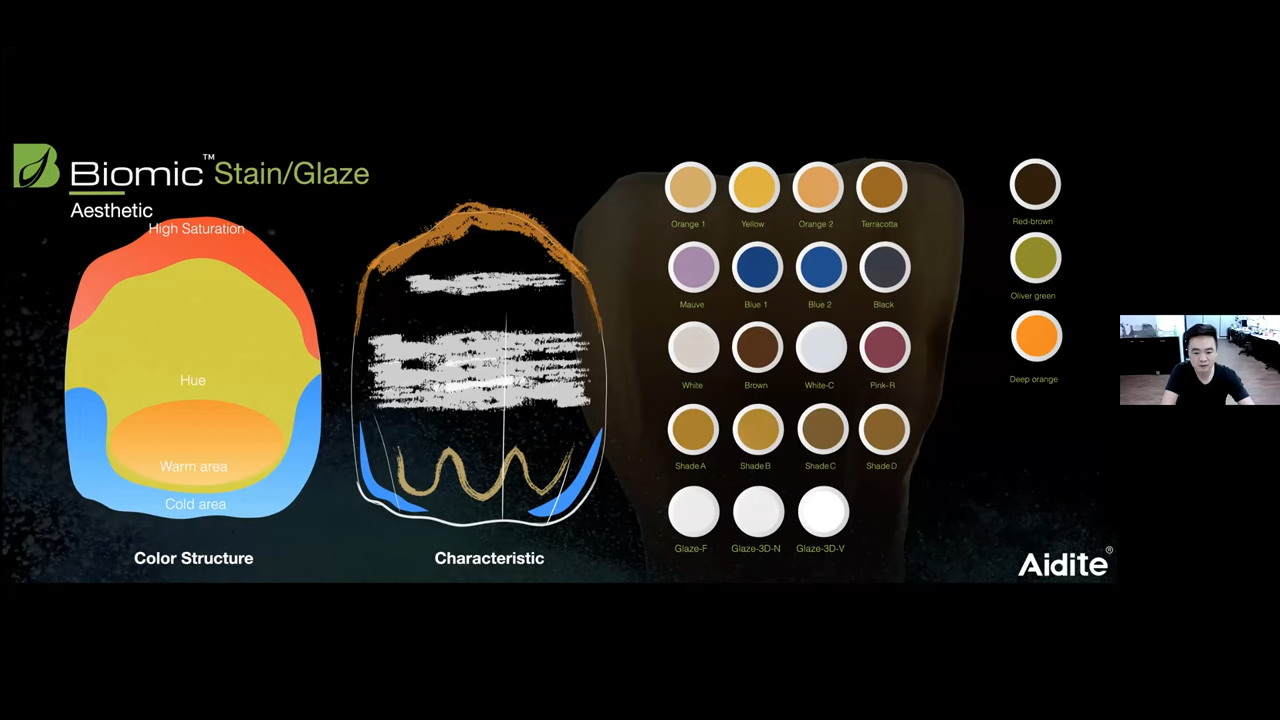 Biomic™ Stain/Glaze
Aesthetic
High Saturation
Hue
Warm area
Cold area
Color Structure
Characteristic
Orange 1 Yellow Orange 2 Terracotta
Mauve Blue 1 Blue 2 Black
White Brown White-C Pink-R
Shade A Shade B Shade C Shade D
Glaze-F Glaze-3D-N Glaze-3D-V
Red-brown
Oliver green
Deep orange
Aidite®